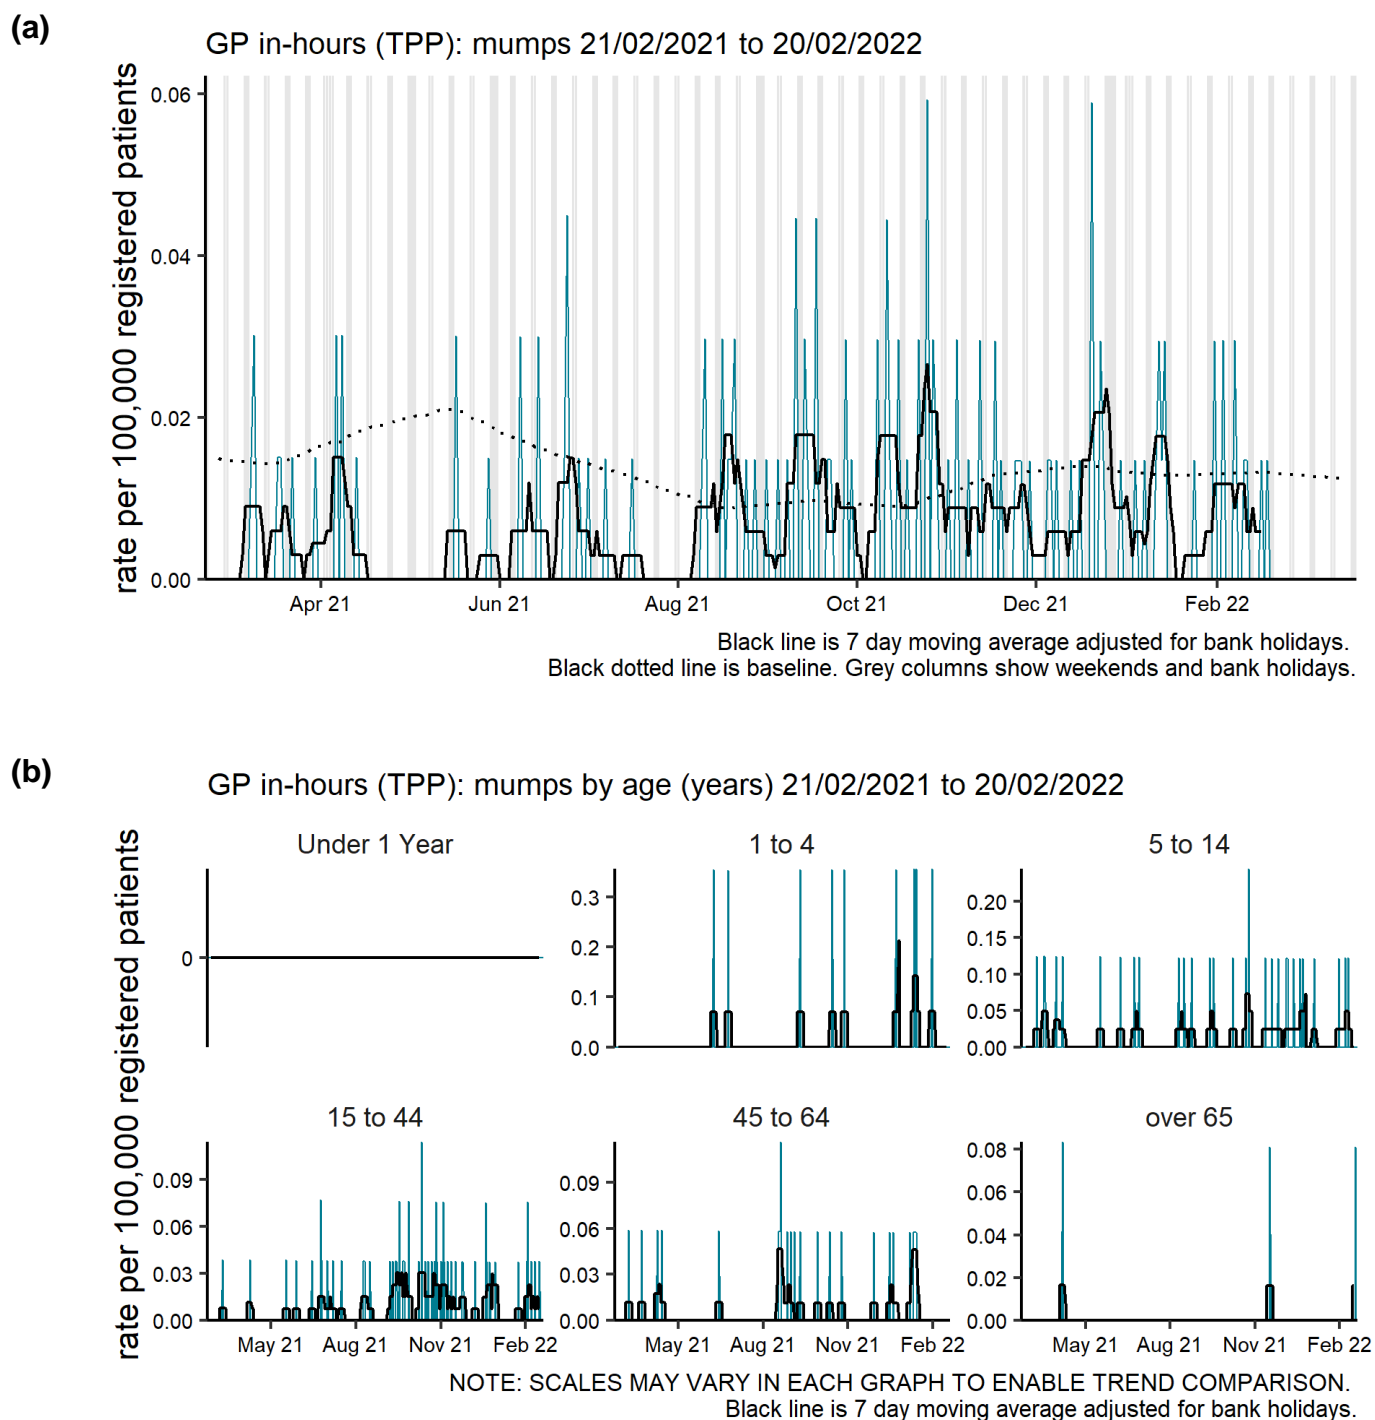 (a)
GP in-hours (TPP): mumps 21/02/2021 to 20/02/2022
rate per 100,000 registered patients
0.06
0.04
0.02
0.00
Apr 21 Jun 21 Aug 21 Oct 21 Dec 21 Feb 22
Black line is 7 day moving average adjusted for bank holidays.
Black dotted line is baseline. Grey columns show weekends and bank holidays.
(b)
GP in-hours (TPP): mumps by age (years) 21/02/2021 to 20/02/2022
rate per 100,000 registered patients
Under 1 Year
0
1 to 4
0.3
0.2
0.1
0.0
5 to 14
0.20
0.15
0.10
0.05
0.00
15 to 44
0.09
0.06
0.03
0.00
May 21 Aug 21 Nov 21 Feb 22
45 to 64
0.09
0.06
0.03
0.00
May 21 Aug 21 Nov 21 Feb 22
over 65
0.08
0.06
0.04
0.02
0.00
May 21 Aug 21 Nov 21 Feb 22
NOTE: SCALES MAY VARY IN EACH GRAPH TO ENABLE TREND COMPARISON.
Black line is 7 day moving average adjusted for bank holidays.